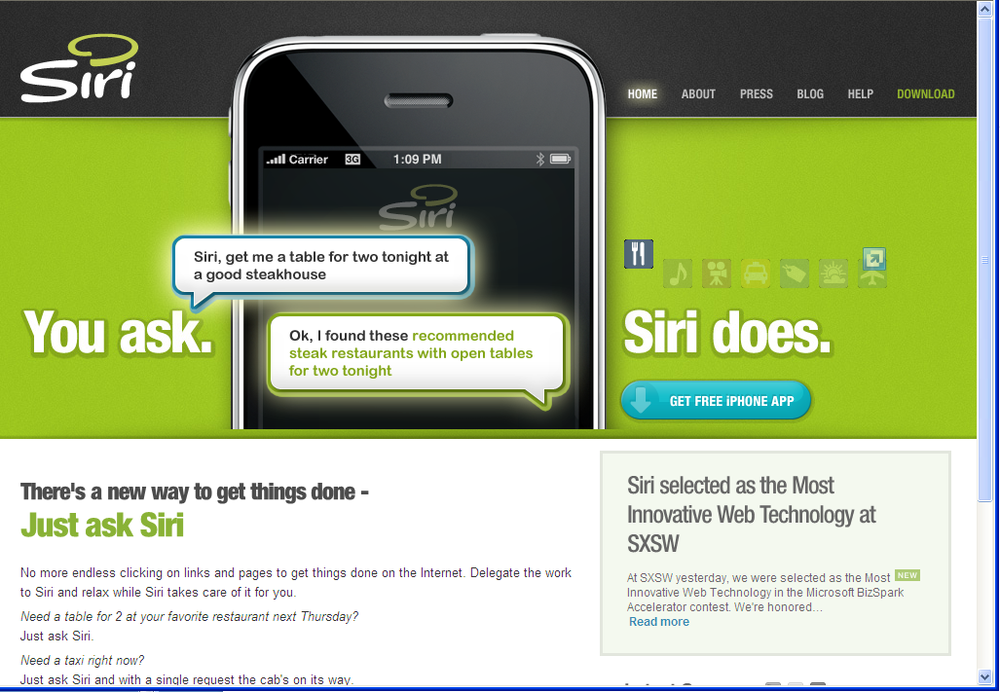 Siri
HOME ABOUT PRESS BLOG HELP DOWNLOAD
Carrier 3G 1:09 PM
Siri
Siri, get me a table for two tonight at
a good steakhouse
Ok, I found these recommended
steak restaurants with open tables
for two tonight
You ask.
Siri does.
GET FREE iPHONE APP
There's a new way to get things done -
Just ask Siri
No more endless clicking on links and pages to get things done on the Internet. Delegate the work
to Siri and relax while Siri takes care of it for you.
Need a table for 2 at your favorite restaurant next Thursday?
Just ask Siri.
Need a taxi right now?
Just ask Siri and with a single request the cab's on its way.
Siri selected as the Most
Innovative Web Technology at
SXSW
At SXSW yesterday, we were selected as the Most NEW
Innovative Web Technology in the Microsoft BizSpark
Accelerator contest. We're honored...
Read more